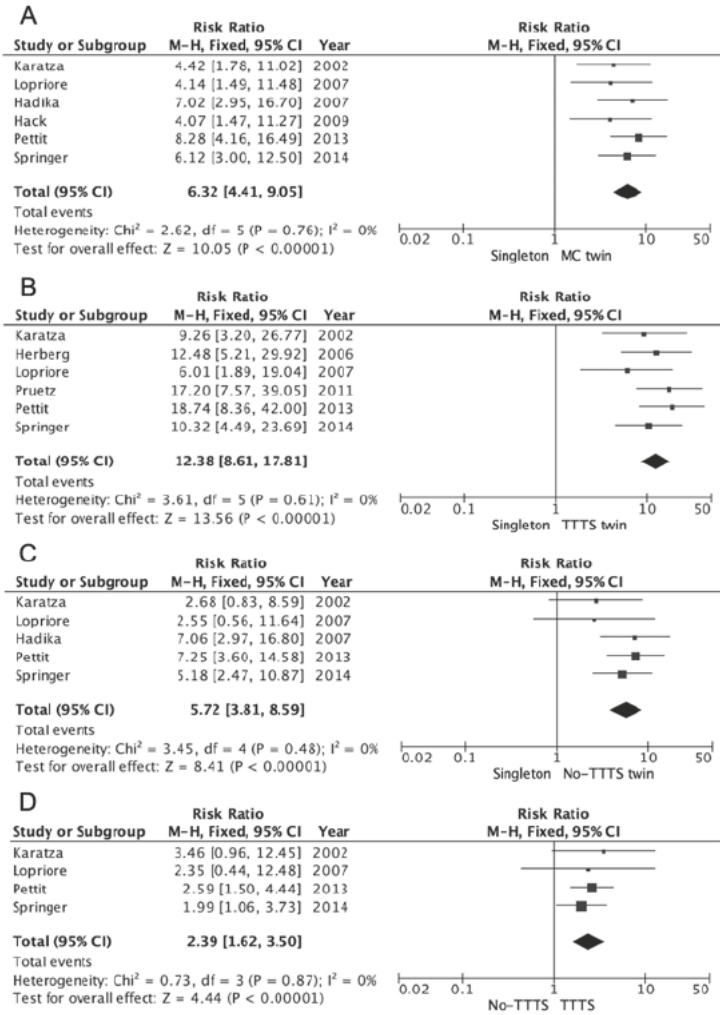 A
Risk Ratio Risk Ratio
Study or Subgroup M-H, Fixed, 95% CI Year M-H, Fixed, 95% CI
Karatza 4.42 [1.78, 11.02] 2002
Lopriore 4.14 [1.49, 11.48] 2007
Hadika 7.02 [2.95, 16.70] 2007
Hack 4.07 [1.47, 11.27] 2009
Pettit 8.28 [4.16, 16.49] 2013
Springer 6.12 [3.00, 12.50] 2014
Total (95% CI) 6.32 [4.41, 9.05]
Total events
Heterogeneity: Chi² = 2.62, df = 5 (P = 0.76); I² = 0%
Test for overall effect: Z = 10.05 (P < 0.00001)
0.02 0.1 1 10 50
Singleton MC twin
B
Risk Ratio Risk Ratio
Study or Subgroup M-H, Fixed, 95% CI Year M-H, Fixed, 95% CI
Karatza 9.26 [3.20, 26.77] 2002
Herberg 12.48 [5.21, 29.92] 2006
Lopriore 6.01 [1.89, 19.04] 2007
Pruetz 17.20 [7.57, 39.05] 2011
Pettit 18.74 [8.36, 42.00] 2013
Springer 10.32 [4.49, 23.69] 2014
Total (95% CI) 12.38 [8.61, 17.81]
Total events
Heterogeneity: Chi² = 3.61, df = 5 (P = 0.61); I² = 0%
Test for overall effect: Z = 13.56 (P < 0.00001)
0.02 0.1 1 10 50
Singleton TTTS twin
C
Risk Ratio Risk Ratio
Study or Subgroup M-H, Fixed, 95% CI Year M-H, Fixed, 95% CI
Karatza 2.68 [0.83, 8.59] 2002
Lopriore 2.55 [0.56, 11.64] 2007
Hadika 7.06 [2.97, 16.80] 2007
Pettit 7.25 [3.60, 14.58] 2013
Springer 5.18 [2.47, 10.87] 2014
Total (95% CI) 5.72 [3.81, 8.59]
Total events
Heterogeneity: Chi² = 3.45, df = 4 (P = 0.48); I² = 0%
Test for overall effect: Z = 8.41 (P < 0.00001)
0.02 0.1 1 10 50
Singleton No-TTTS twin
D
Risk Ratio Risk Ratio
Study or Subgroup M-H, Fixed, 95% CI Year M-H, Fixed, 95% CI
Karatza 3.46 [0.96, 12.45] 2002
Lopriore 2.35 [0.44, 12.48] 2007
Pettit 2.59 [1.50, 4.44] 2013
Springer 1.99 [1.06, 3.73] 2014
Total (95% CI) 2.39 [1.62, 3.50]
Total events
Heterogeneity: Chi² = 0.73, df = 3 (P = 0.87); I² = 0%
Test for overall effect: Z = 4.44 (P < 0.00001)
0.02 0.1 1 10 50
No-TTTS TTTS